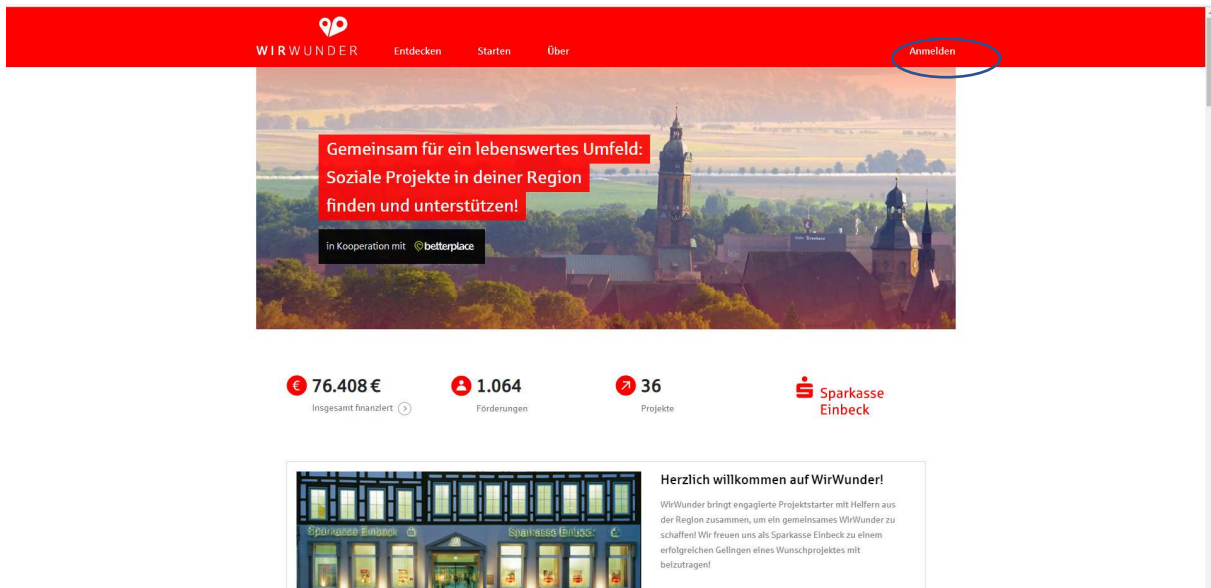 WIRWUNDER
Entdecken
Starten
Über
Anmelden
Gemeinsam für ein lebenswertes Umfeld:
Soziale Projekte in deiner Region
finden und unterstützen!
in Kooperation mit betterplace
€ 76.408 €
Insgesamt finanziert
1.064
Förderungen
36
Projekte
Sparkasse
Einbeck
Sparkasse Einbeck
Sparkasse Einbeck
Herzlich willkommen auf WirWunder!
WirWunder bringt engagierte Projektstarter mit Helfern aus
der Region zusammen, um ein gemeinsames WirWunder zu
schaffen! Wir freuen uns als Sparkasse Einbeck zu einem
erfolgreichen Gelingen eines Wunschprojektes mit
beizutragen!